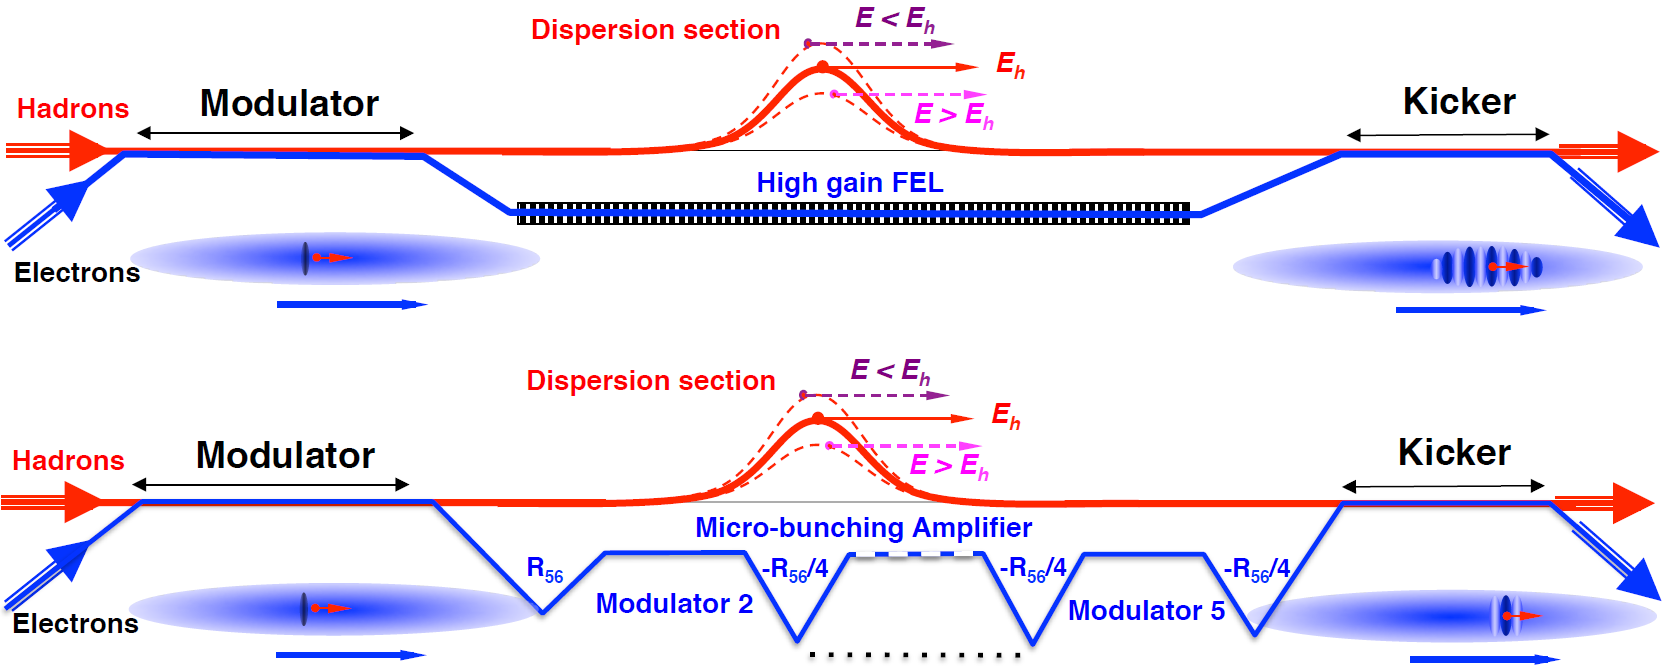 E < Eh
Dispersion section
Eh
Modulator
Kicker
Hadrons
E > Eh
High gain FEL
Electrons
E < Eh
Dispersion section
Eh
Modulator
Kicker
Hadrons
E > Eh
Micro-bunching Amplifier
R56
-R56/4
-R56/4
-R56/4
Modulator 2
Modulator 5
Electrons